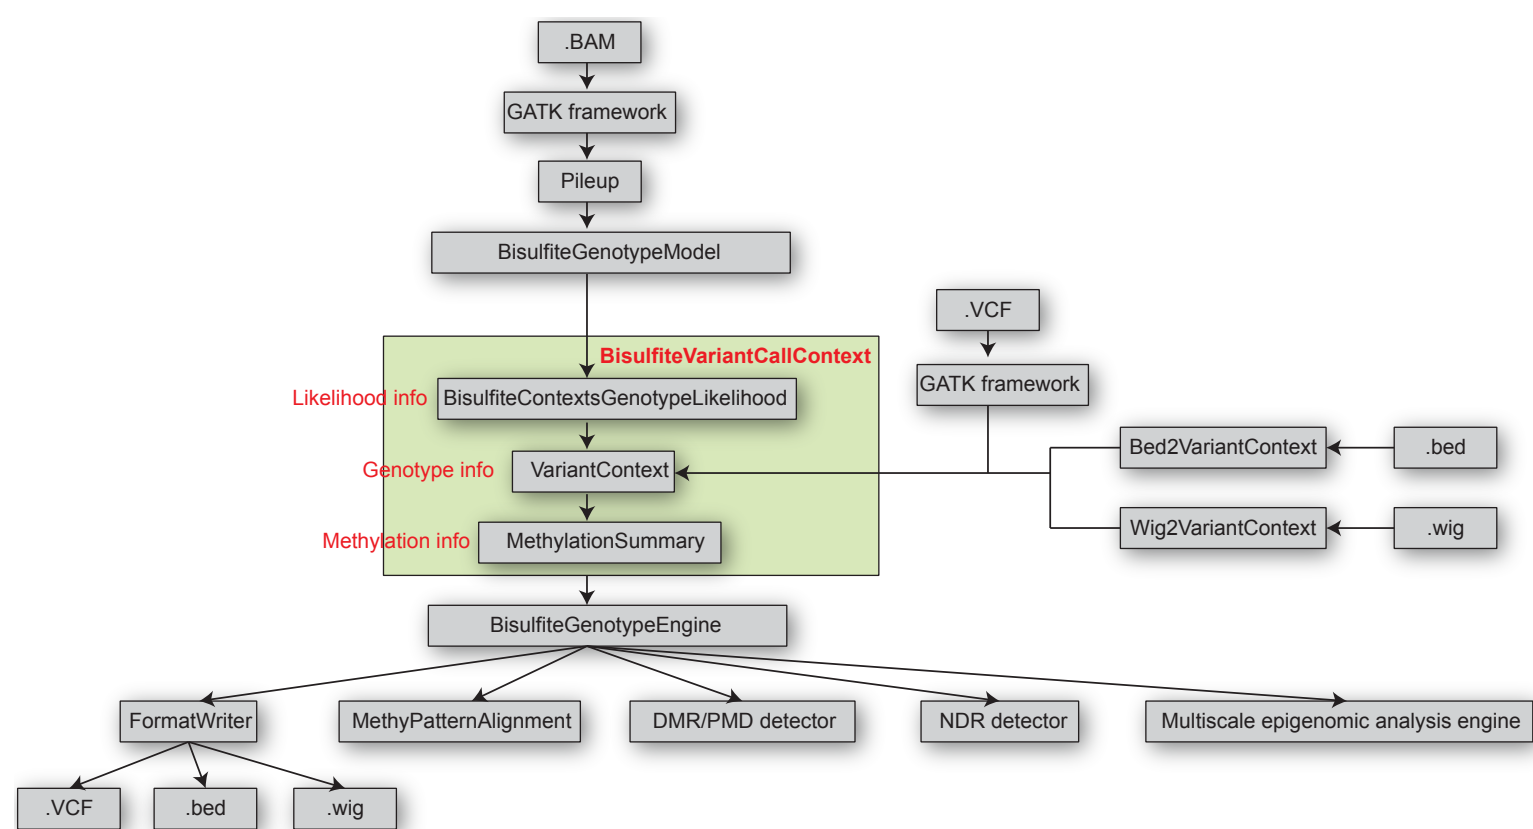 .BAM
GATK framework
Pileup
BisulfiteGenotypeModel
.VCF
BisulfiteVariantCallContext
GATK framework
Likelihood info
BisulfiteContextsGenotypeLikelihood
Bed2VariantContext
.bed
Genotype info
VariantContext
Wig2VariantContext
.wig
Methylation info
MethylationSummary
BisulfiteGenotypeEngine
FormatWriter
MethyPatternAlignment
DMR/PMD detector
NDR detector
Multiscale epigenomic analysis engine
.VCF
.bed
.wig